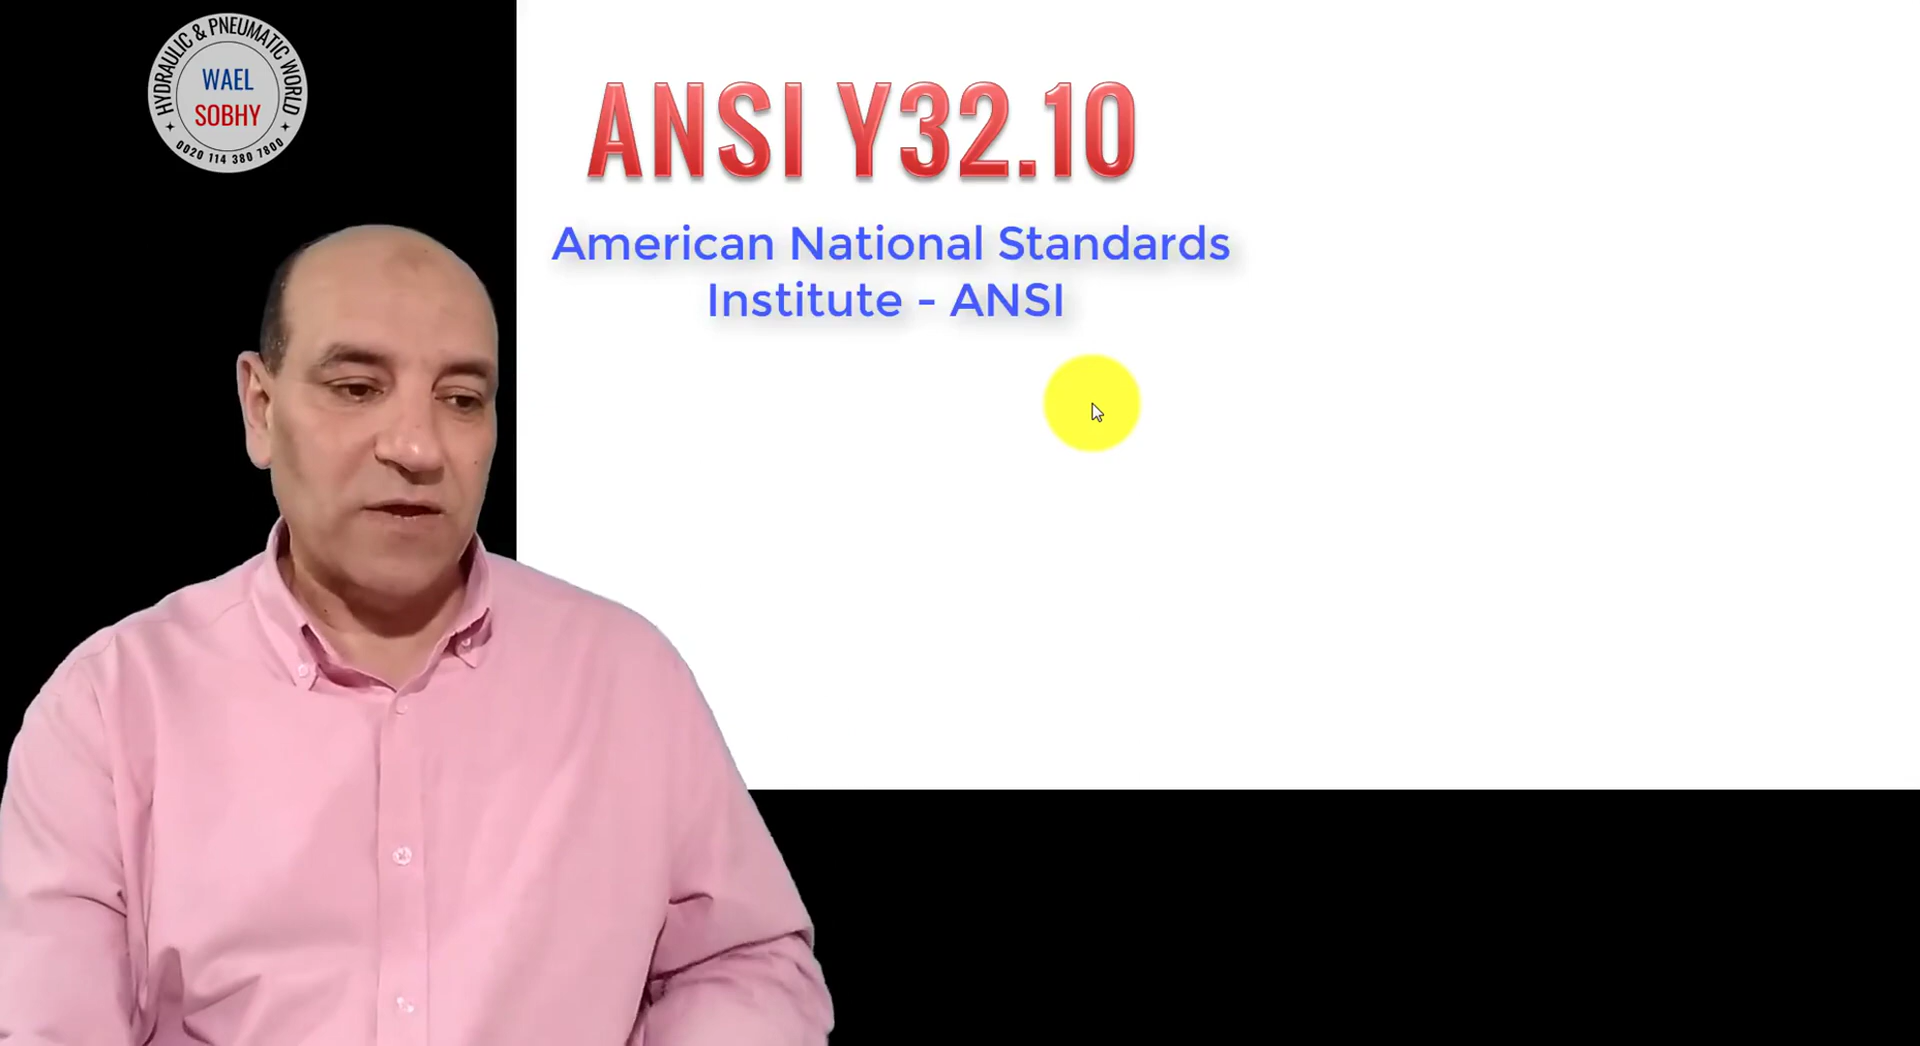 HYDRAULIC & PNEUMATIC WORLD
WAEL
SOBHY
0020 114 380 7800
ANSI Y32.10
American National Standards
Institute - ANSI